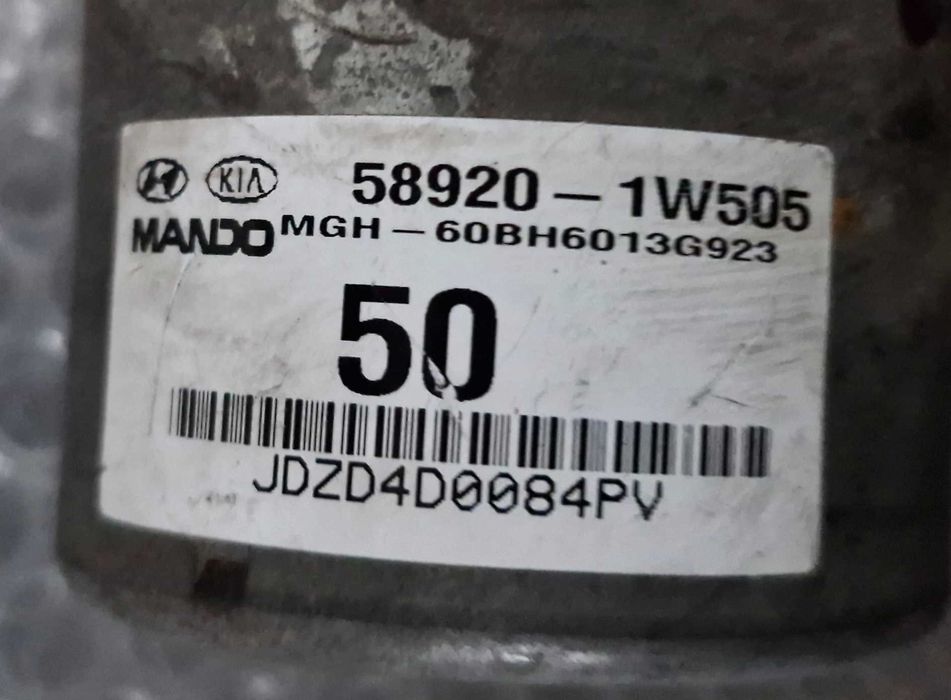 KIA 58920-1W505
MANDO MGH-60BH6013G923
50
JDZD4D0084PV